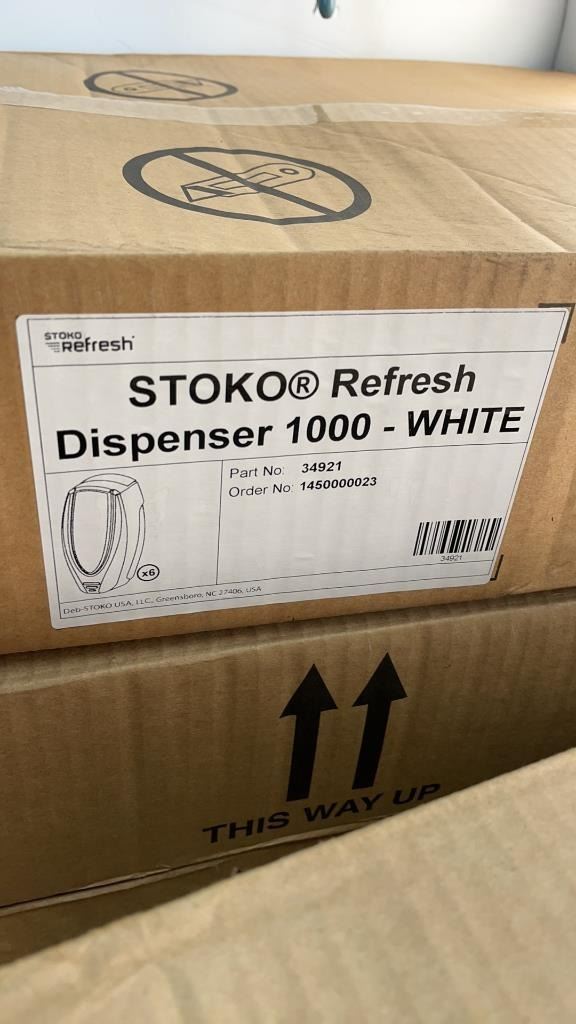 STOKO
Refresh
STOKO® Refresh
Dispenser 1000 - WHITE
Part No: 34921
Order No: 1450000023
x6
34921
Deb-STOKO USA, LLC., Greensboro, NC 27406, USA
THIS WAY UP